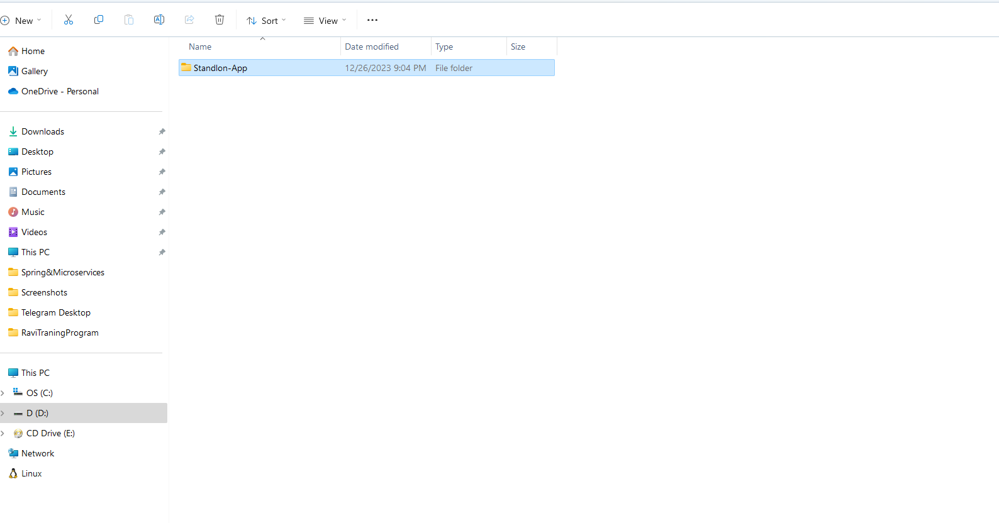 New Sort View
Name Date modified Type Size
Standlon-App 12/26/2023 9:04 PM File folder
Home
Gallery
OneDrive - Personal
Downloads
Desktop
Pictures
Documents
Music
Videos
This PC
Spring&Microservices
Screenshots
Telegram Desktop
RaviTraningProgram
This PC
OS (C:)
D (D:)
CD Drive (E:)
Network
Linux